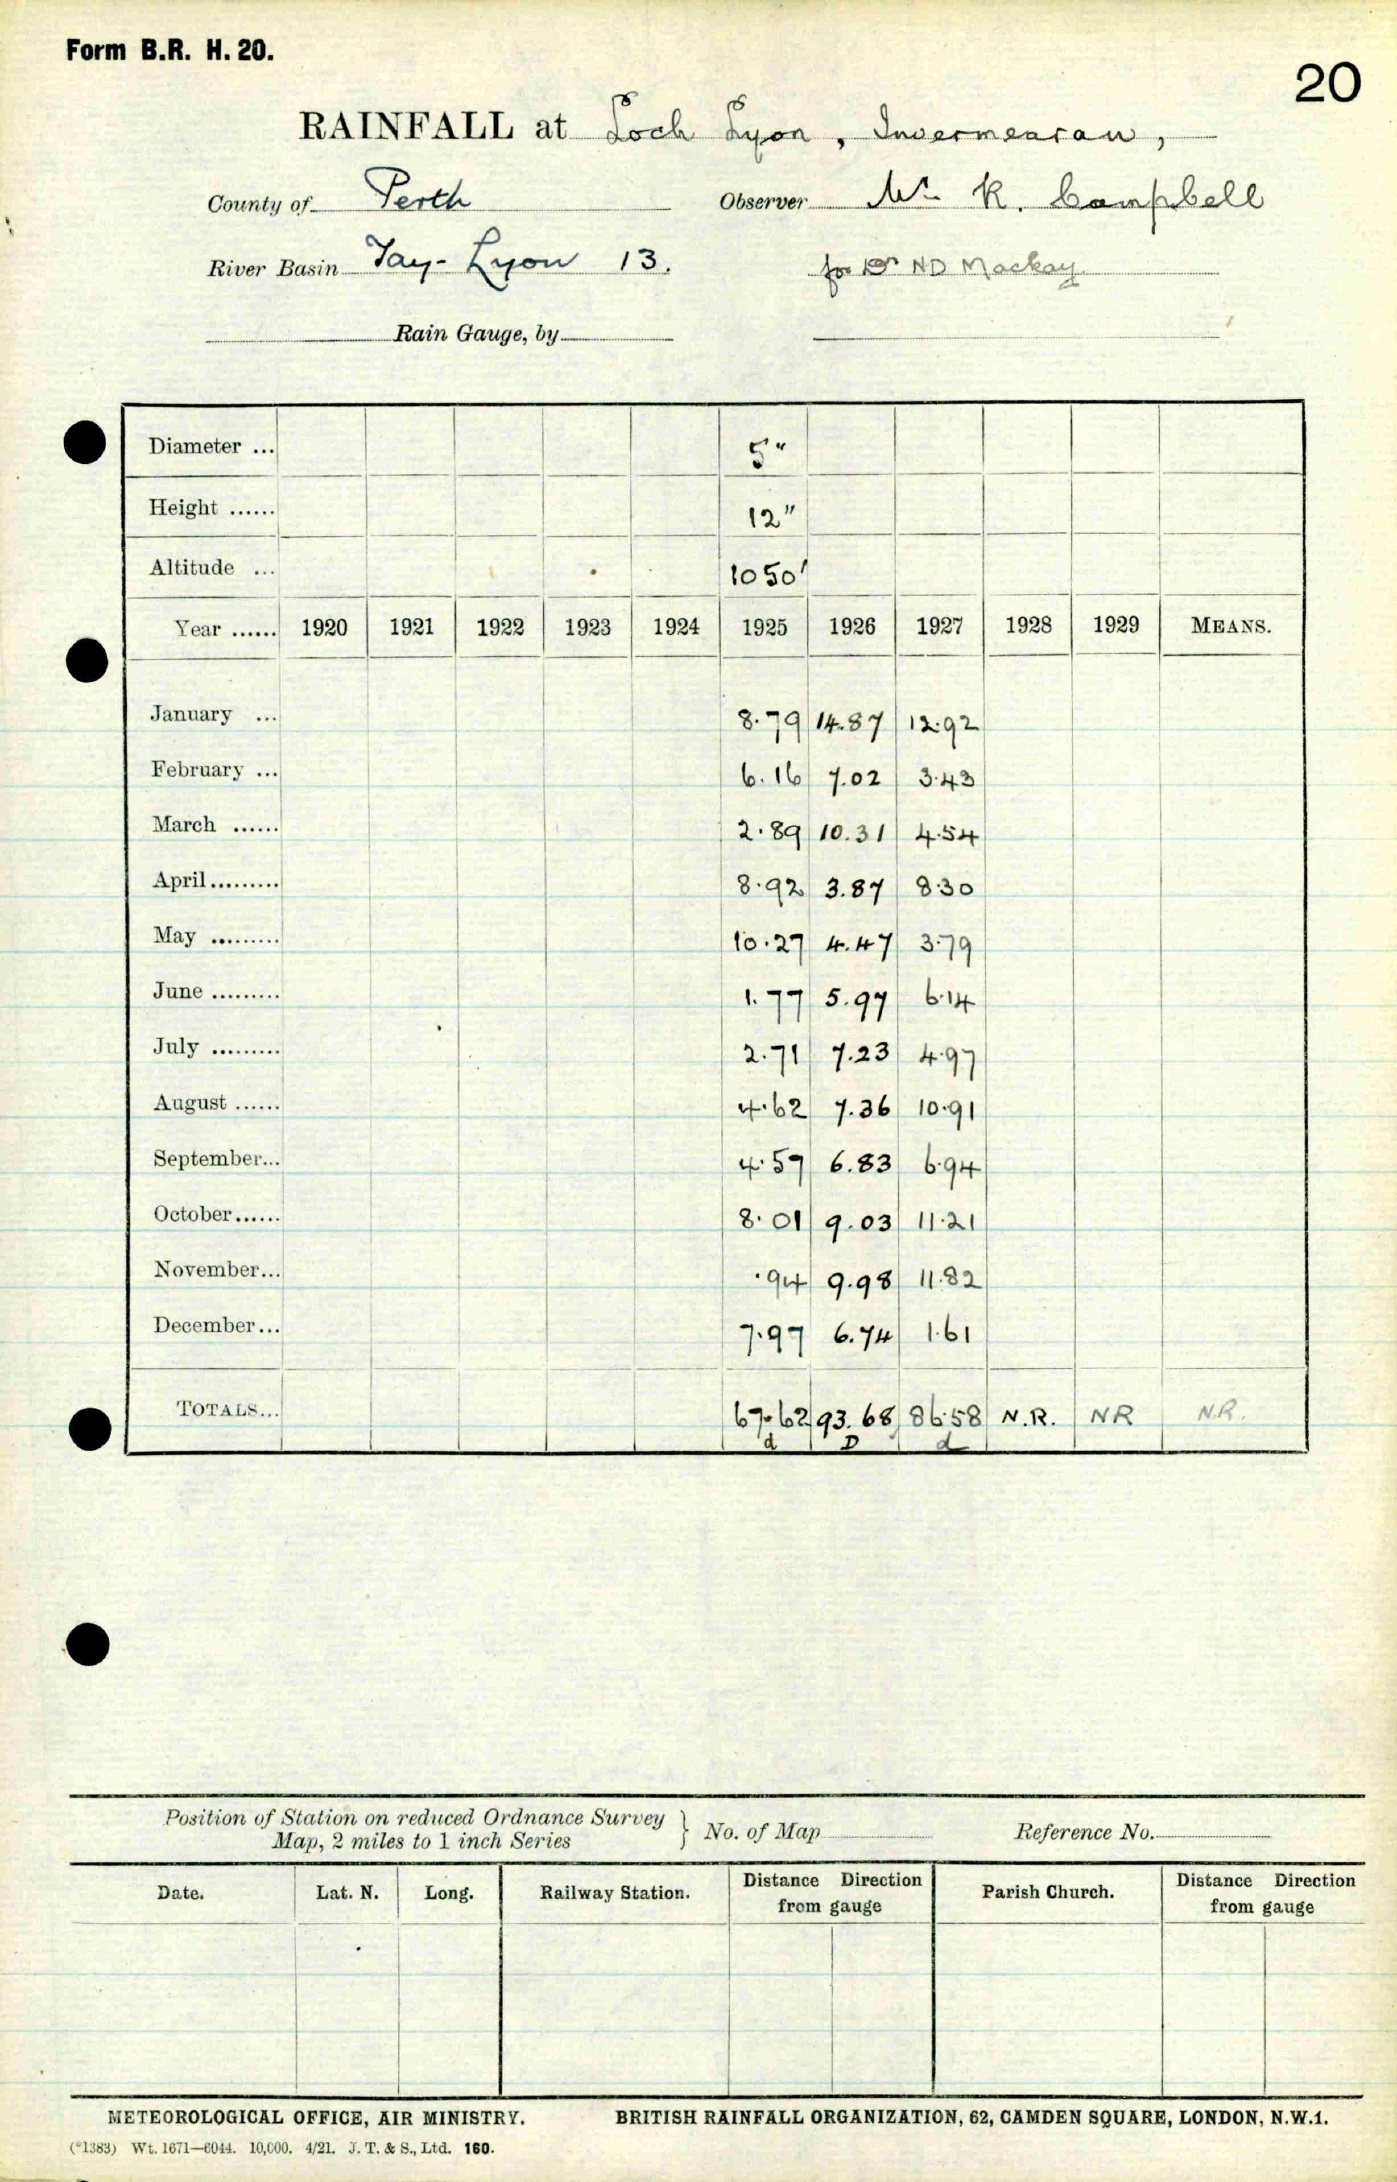 Form B.R. H. 20.
20
RAINFALL at Loch Lyon, Invermearan,
County of Perth Observer Mr. R. Campbell
River Basin Tay-Lyon 13. for Dr ND Mackay
Rain Gauge, by
Diameter ... 5"
Height ...... 12"
Altitude ... 1050'
Year ...... 1920 1921 1922 1923 1924 1925 1926 1927 1928 1929 MEANS.
January ... 8.79 14.87 12.92
February ... 6.16 7.02 3.43
March ...... 2.89 10.31 4.54
April......... 8.92 3.87 8.30
May ......... 10.27 4.47 3.79
June ......... 1.77 5.97 6.14
July ......... 2.71 7.23 4.97
August ...... 4.62 7.36 10.91
September... 4.57 6.83 6.94
October...... 8.01 9.03 11.21
November... .94 9.98 11.82
December... 7.97 6.74 1.61
TOTALS... 67.62 93.68 86.58 N.R. NR N.R.
d D d
Position of Station on reduced Ordnance Survey
Map, 2 miles to 1 inch Series } No. of Map Reference No.
Date. Lat. N. Long. Railway Station. Distance Direction from gauge Parish Church. Distance Direction from gauge
METEOROLOGICAL OFFICE, AIR MINISTRY. BRITISH RAINFALL ORGANIZATION, 62, CAMDEN SQUARE, LONDON, N.W.1.
(*1383) Wt. 1671—6044. 10,000. 4/21. J. T. & S., Ltd. 160.